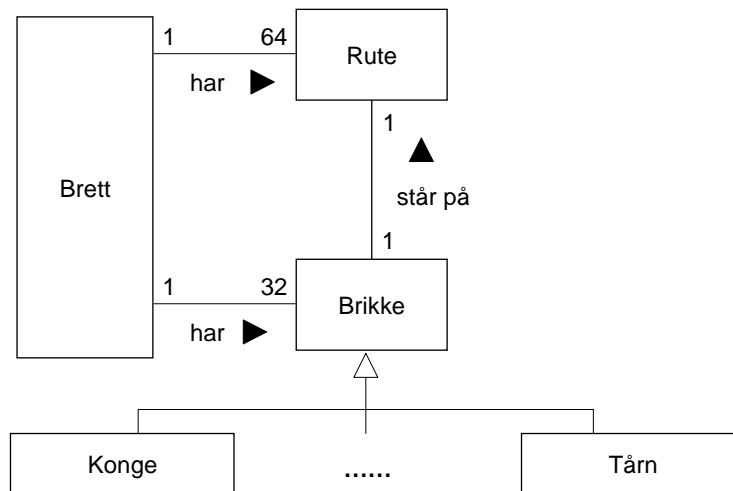 1 64
Rute
har
1
Brett
står på
1
1 32
Brikke
har
Konge
......
Tårn